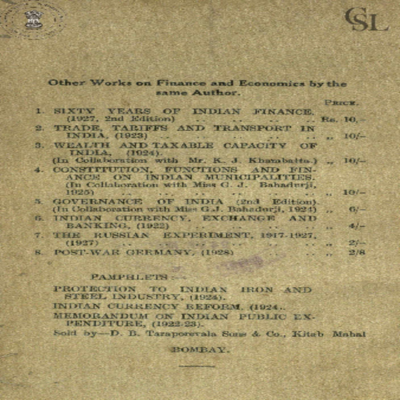 CSL
Other Works on Finance and Economics by the
same Author.
PRICE.
1. SIXTY YEARS OF INDIAN FINANCE,
(1927, 2nd Edition) .. .. .. Rs. 10,-
2. TRADE, TARIFFS AND TRANSPORT IN
INDIA, (1923) .. .. .. „ 10/-
3. WEALTH AND TAXABLE CAPACITY OF
INDIA, (1924).
(In Collaboration with Mr. K. J. Khambatta.) „ 10/-
4. CONSTITUTION, FUNCTIONS AND FIN-
ANCE ON INDIAN MUNICIPALITIES.
(In Collaboration with Miss G. J. Bahadurji,
1925) .. .. .. „ 10/-
5. GOVERNANCE OF INDIA (2nd Edition).
(In Collaboration with Miss G.J. Bahadurji, 1924) „ 6/-
6. INDIAN CURRENCY, EXCHANGE AND
BANKING, (1922) .. .. .. „ 4/-
7. THE RUSSIAN EXPERIMENT, 1917-1927,
(1927) .. .. .. „ 2/-
8. POST-WAR GERMANY, (1928) .. „ 2/8
PAMPHLETS
PROTECTION TO INDIAN IRON AND
STEEL INDUSTRY, (1924).
INDIAN CURRENCY REFORM, (1924.
MEMORANDUM ON INDIAN PUBLIC EX-
PENDITURE, (1922-23).
Sold by—D. B. Taraporevala Sons & Co., Kitab Mahal
BOMBAY.